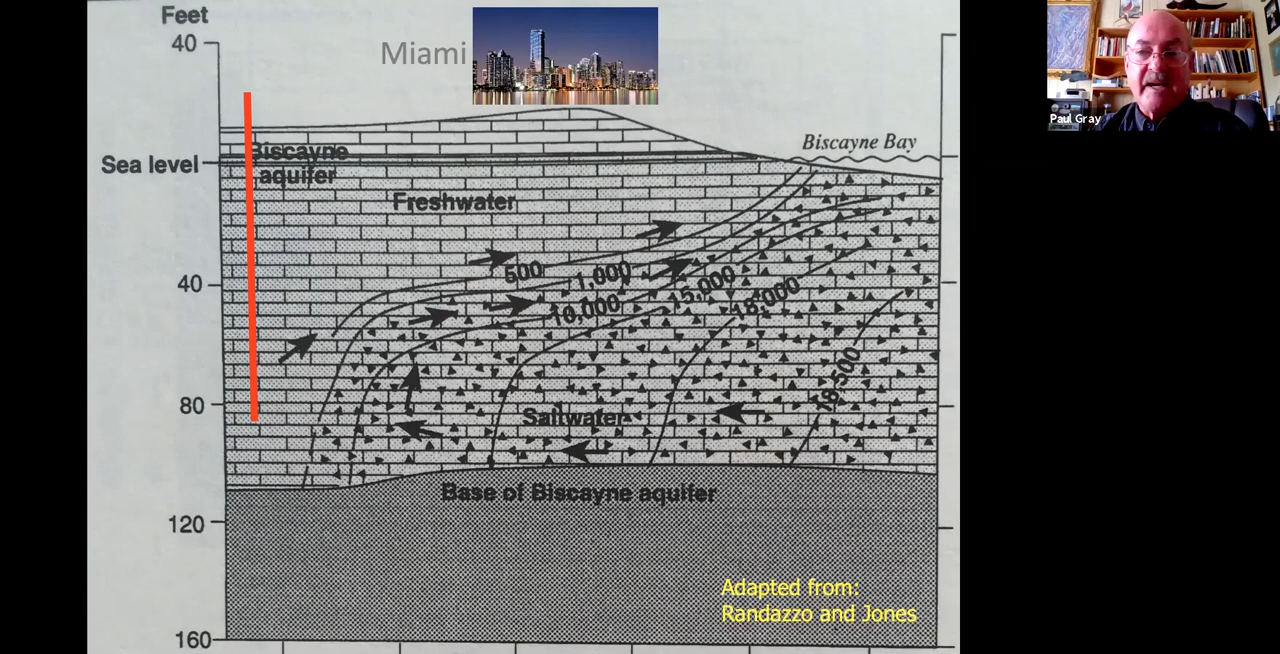 Feet
40
Miami
Paul Gray
Biscayne Bay
Biscayne
aquifer
Sea level
Freshwater
500
1,000
10,000
15,000
18,000
40
18,500
80
Saltwater
Base of Biscayne aquifer
120
Adapted from:
Randazzo and Jones
160